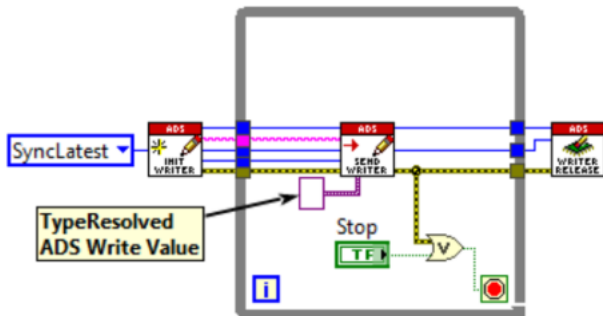 ADS
INIT
WRITER
SyncLatest
ADS
SEND
WRITER
ADS
WRITER
RELEASE
TypeResolved
ADS Write Value
Stop
TF
V
i